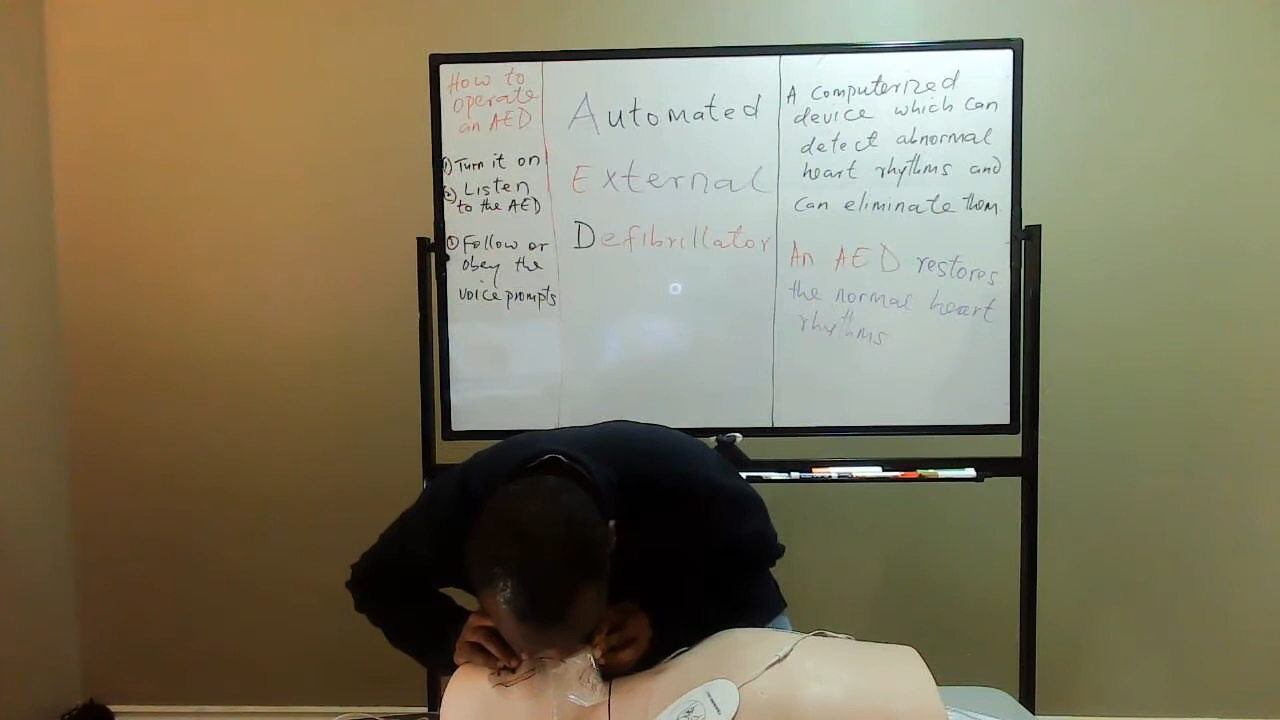 How to
operate
an AED
① Turn it on
② Listen
to the AED
③ Follow or
obey the
voice prompts
Automated
External
Defibrillator
A computerized
device which can
detect abnormal
heart rhythms and
can eliminate them
An AED restores
the normal heart
rhythms